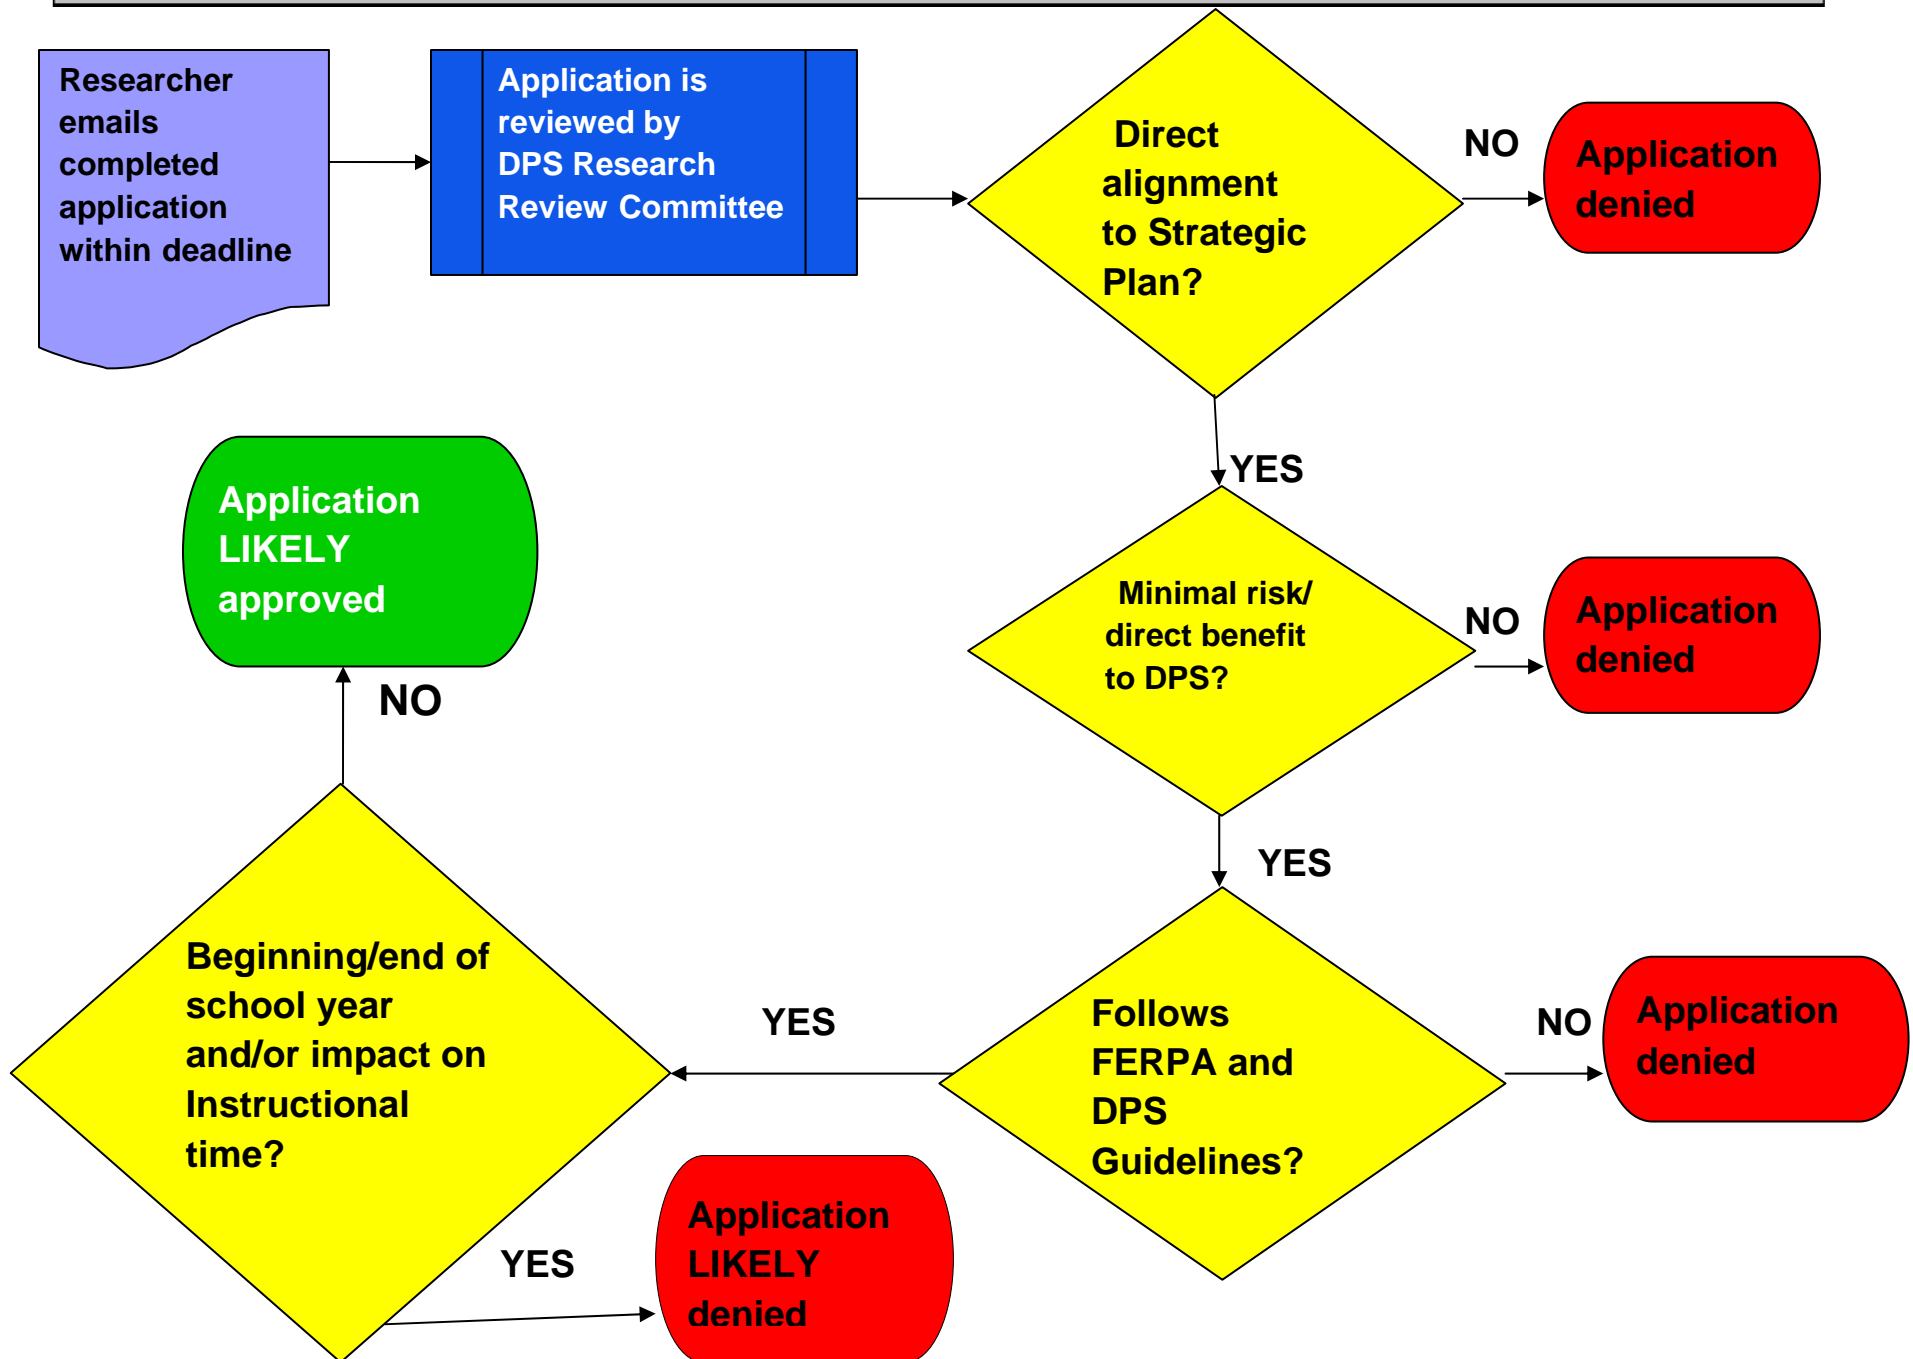 Researcher
emails
completed
application
within deadline
Application is
reviewed by
DPS Research
Review Committee
Direct
alignment
to Strategic
Plan?
NO
Application
denied
YES
Minimal risk/
direct benefit
to DPS?
NO
Application
denied
YES
Follows
FERPA and
DPS
Guidelines?
NO
Application
denied
YES
Beginning/end of
school year
and/or impact on
Instructional
time?
NO
Application
LIKELY
approved
YES
Application
LIKELY
denied